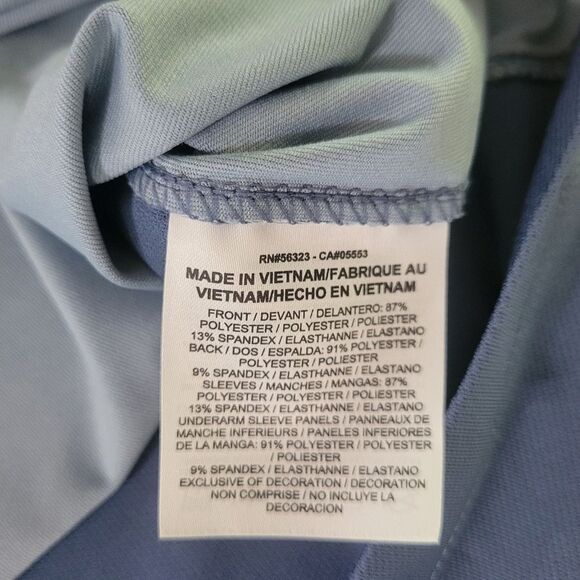 RN#56323 - CA#05553
MADE IN VIETNAM/FABRIQUE AU
VIETNAM/HECHO EN VIETNAM
FRONT / DEVANT / DELANTERO: 87%
POLYESTER / POLYESTER / POLIESTER
13% SPANDEX / ELASTHANNE / ELASTANO
BACK / DOS / ESPALDA: 91% POLYESTER /
POLYESTER / POLIESTER
9% SPANDEX / ELASTHANNE / ELASTANO
SLEEVES / MANCHES / MANGAS: 87%
POLYESTER / POLYESTER / POLIESTER
13% SPANDEX / ELASTHANNE / ELASTANO
UNDERARM SLEEVE PANELS / PANNEAUX DE
MANCHE INFERIEURS / PANELES INFERIORES
DE LA MANGA: 91% POLYESTER / POLYESTER
/ POLIESTER
9% SPANDEX / ELASTHANNE / ELASTANO
EXCLUSIVE OF DECORATION / DECORATION
NON COMPRISE / NO INCLUYE LA
DECORACIÓN